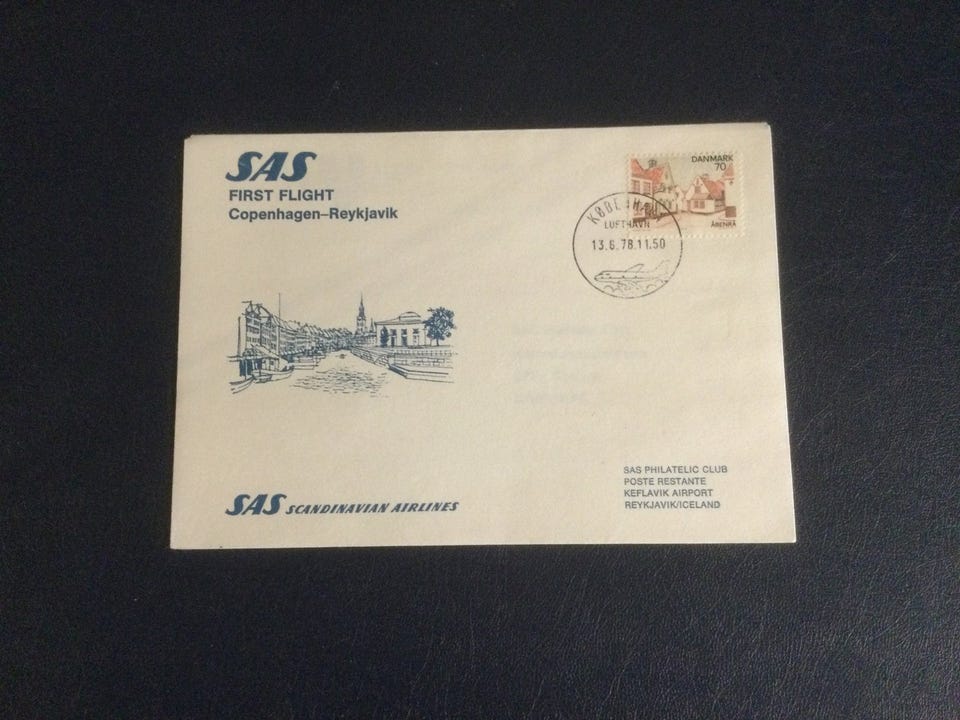 SAS
FIRST FLIGHT
Copenhagen–Reykjavik
DANMARK
70
ÅBENRÅ
KØBENHAVN
LUFTHAVN
13.6.78.11.50
SAS PHILATELIC CLUB
POSTE RESTANTE
KEFLAVIK AIRPORT
REYKJAVIK/ICELAND
SAS SCANDINAVIAN AIRLINES